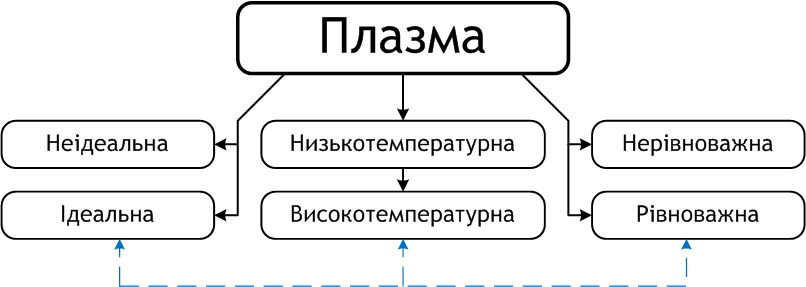 Плазма
Неідеальна
Низькотемпературна
Нерівноважна
Ідеальна
Високотемпературна
Рівноважна